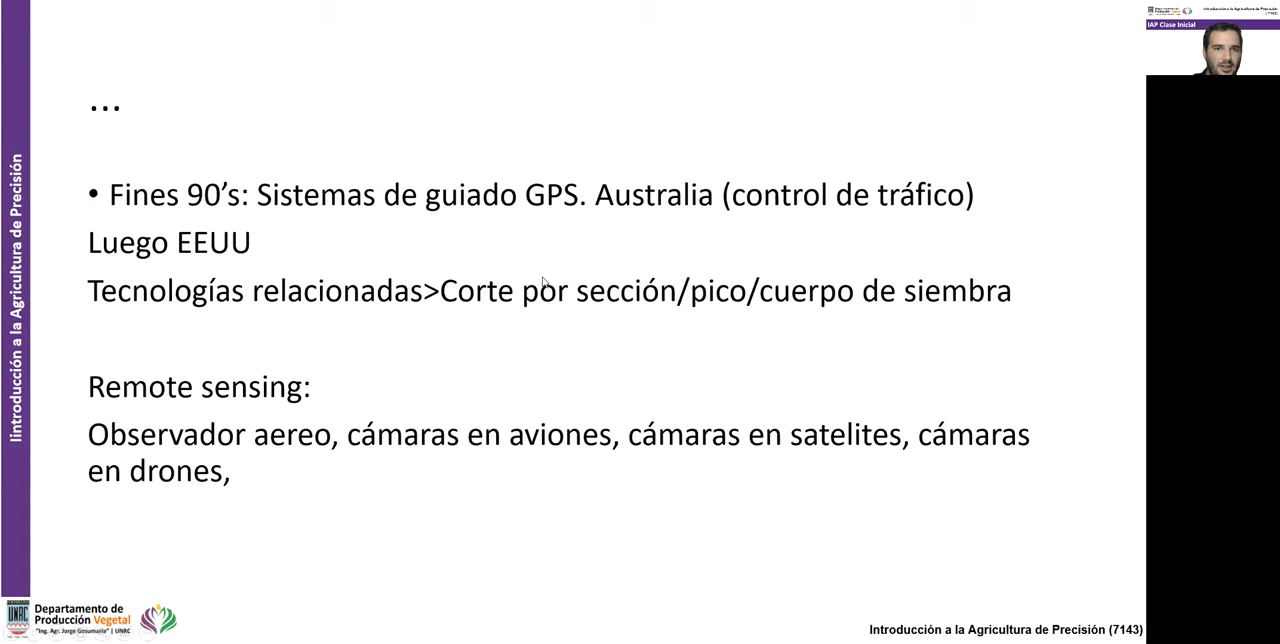 Introducción a la Agricultura de Precisión
(7143)
IAP Clase Inicial
...
• Fines 90’s: Sistemas de guiado GPS. Australia (control de tráfico)
Luego EEUU
Tecnologías relacionadas>Corte por sección/pico/cuerpo de siembra
Remote sensing:
Observador aereo, cámaras en aviones, cámaras en satelites, cámaras
en drones,
Iintroducción a la Agricultura de Precisión
UNRC
Departamento de
Producción Vegetal
"Ing. Agr. Jorge Gesumaría" | UNRC
Introducción a la Agricultura de Precisión (7143)